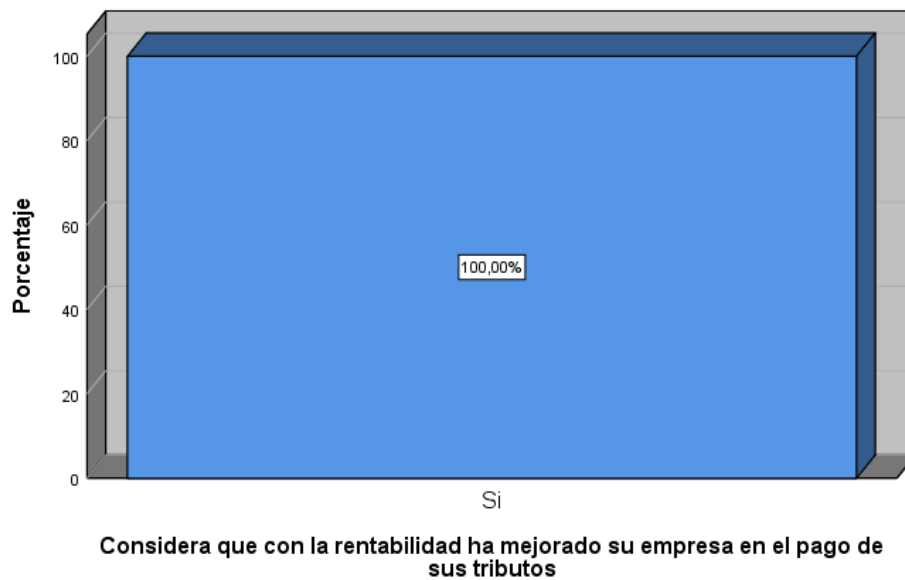 Porcentaje
100
80
60
40
20
0
100,00%
Si
Considera que con la rentabilidad ha mejorado su empresa en el pago de
sus tributos